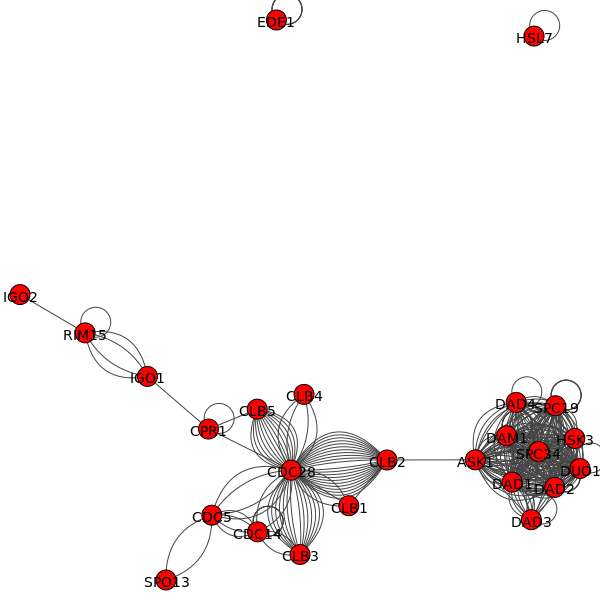 EDE1
HSL7
IGO2
RIM15
IGO1
CPR1
CLB5
CLB4
CDC28
CLB2
CLB1
CDC5
CDC14
CLB3
SPO13
ASK1
DAD4
SPC19
DAM1
HSK3
SPC34
DUO1
DAD1
DAD2
DAD3